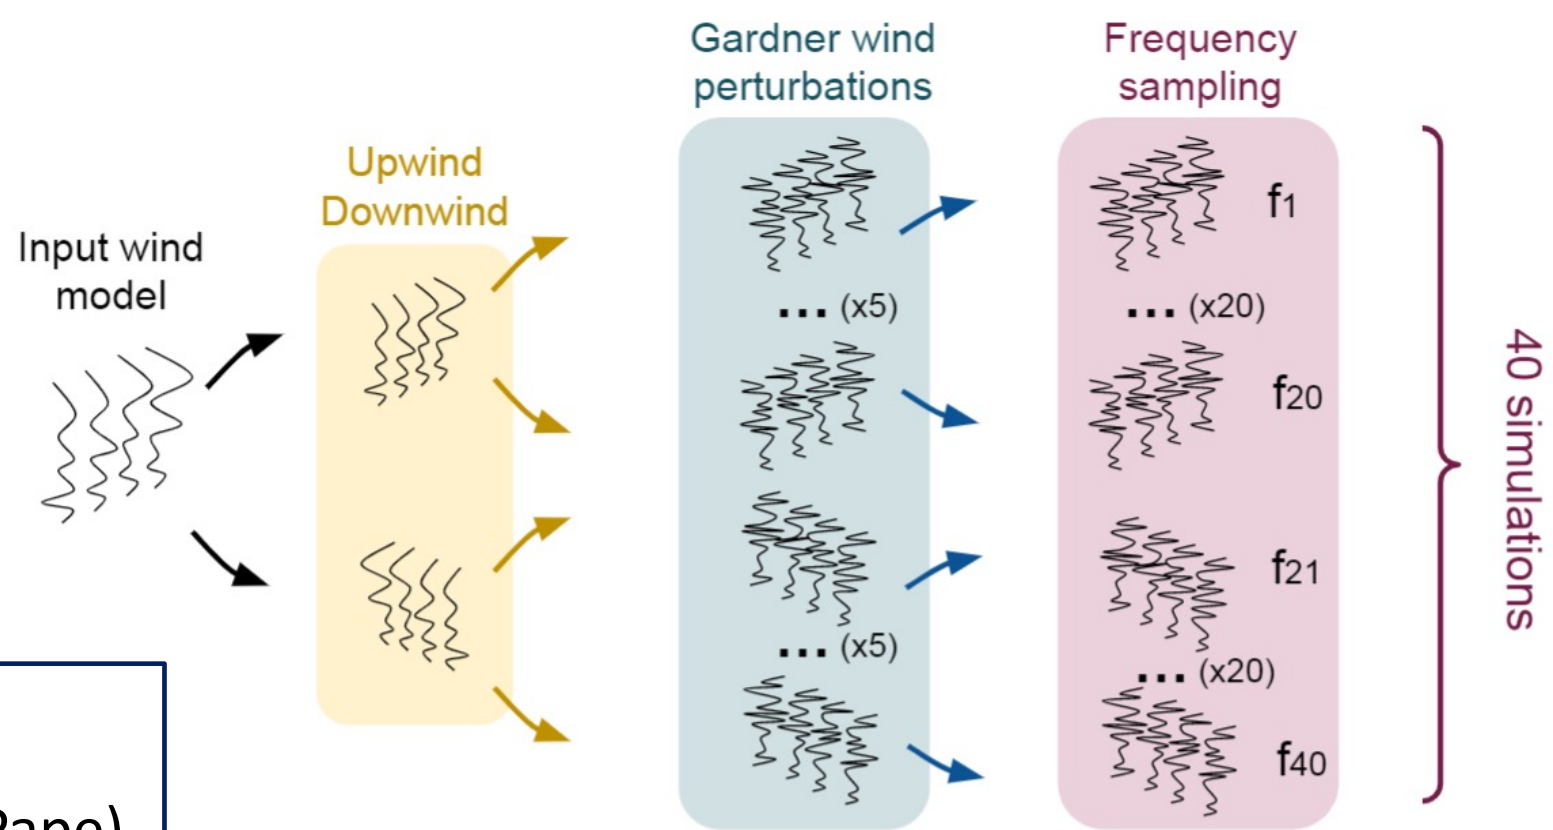 Input wind
model
Upwind
Downwind
Gardner wind
perturbations
... (x5)
... (x5)
Frequency
sampling
f1
... (x20)
f20
f21
... (x20)
f40
40 simulations